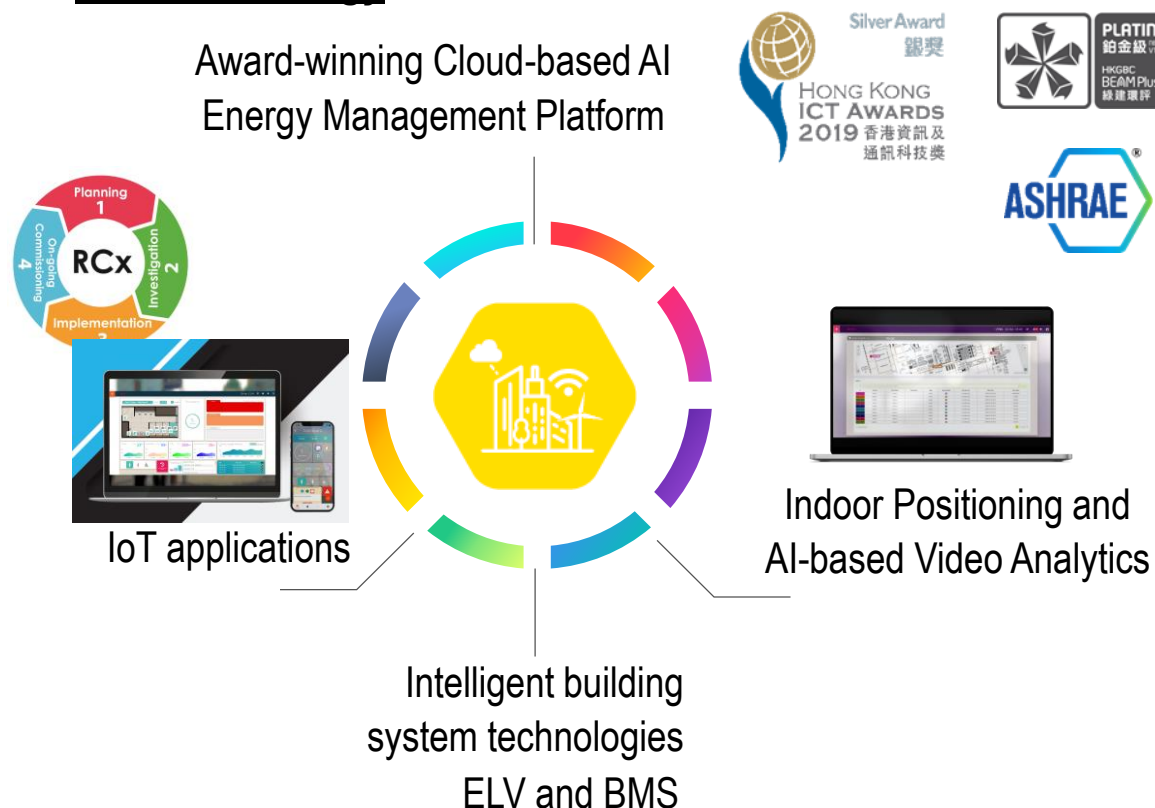 Award-winning Cloud-based AI
Energy Management Platform
Silver Award
銀獎
HONG KONG
ICT AWARDS
2019 香港資訊及
通訊科技獎
鉑金級
HKGBC
BEAM Plus
綠建環評
ASHRAE
®
Planning
1
RCx
Investigation
2
Implementation
3
On-going
Commissioning
4
IoT applications
Indoor Positioning and
AI-based Video Analytics
Intelligent building
system technologies
ELV and BMS